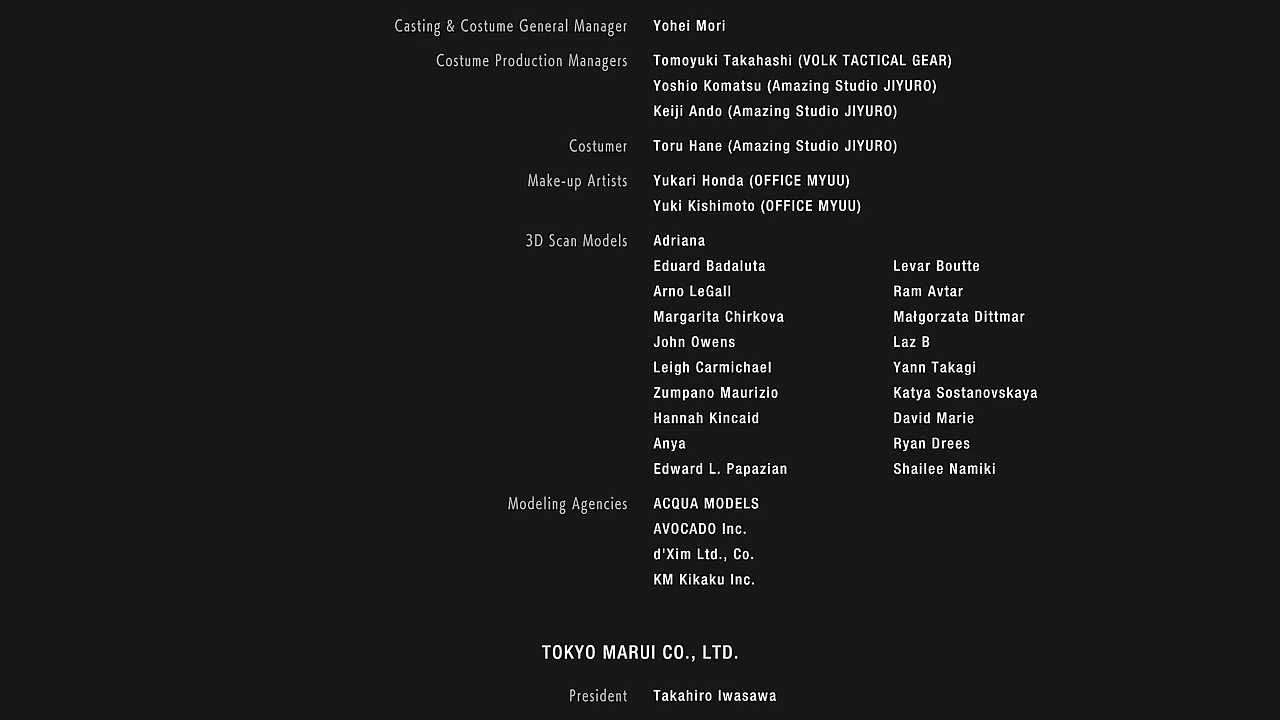 Casting & Costume General Manager Yohei Mori
Costume Production Managers Tomoyuki Takahashi (VOLK TACTICAL GEAR)
Yoshio Komatsu (Amazing Studio JIYURO)
Keiji Ando (Amazing Studio JIYURO)
Costumer Toru Hane (Amazing Studio JIYURO)
Make-up Artists Yukari Honda (OFFICE MYUU)
Yuki Kishimoto (OFFICE MYUU)
3D Scan Models Adriana
Eduard Badaluta Levar Boutte
Arno LeGall Ram Avtar
Margarita Chirkova Małgorzata Dittmar
John Owens Laz B
Leigh Carmichael Yann Takagi
Zumpano Maurizio Katya Sostanovskaya
Hannah Kincaid David Marie
Anya Ryan Drees
Edward L. Papazian Shailee Namiki
Modeling Agencies ACQUA MODELS
AVOCADO Inc.
d'Xim Ltd., Co.
KM Kikaku Inc.
TOKYO MARUI CO., LTD.
President Takahiro Iwasawa